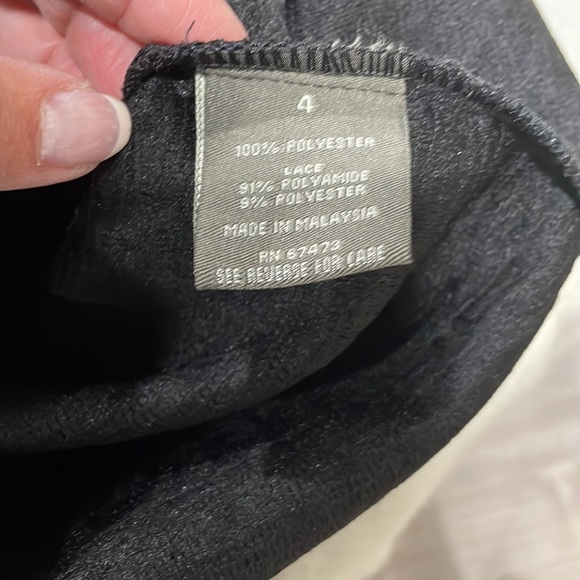 4
100% POLYESTER
LACE
91% POLYAMIDE
9% POLYESTER
MADE IN MALAYSIA
RN 67473
SEE REVERSE FOR CARE